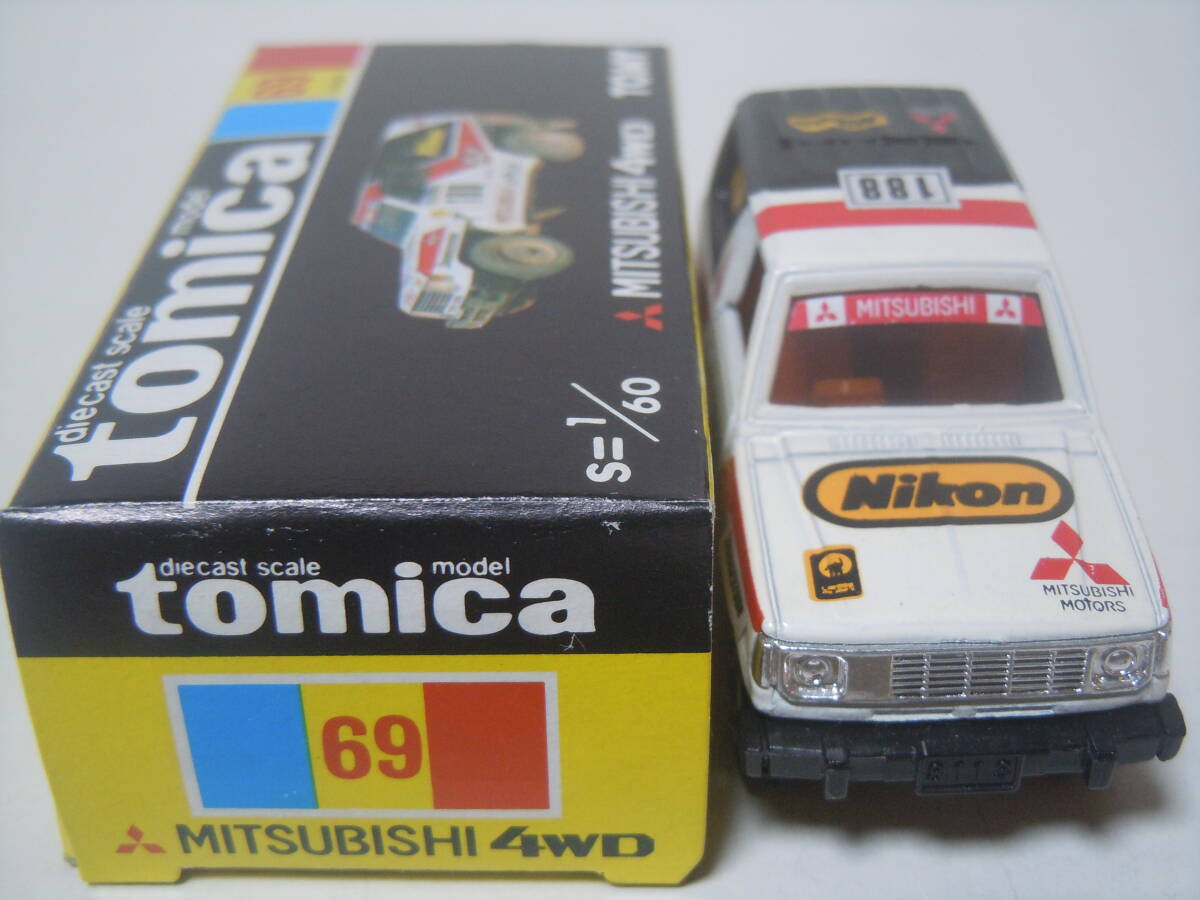 69
diecast scale
model
tomica
MITSUBISHI 4WD TOMY
S=1/60
diecast scale
model
tomica
69
MITSUBISHI 4WD
188
MITSUBISHI
Nikon
MITSUBISHI
MOTORS